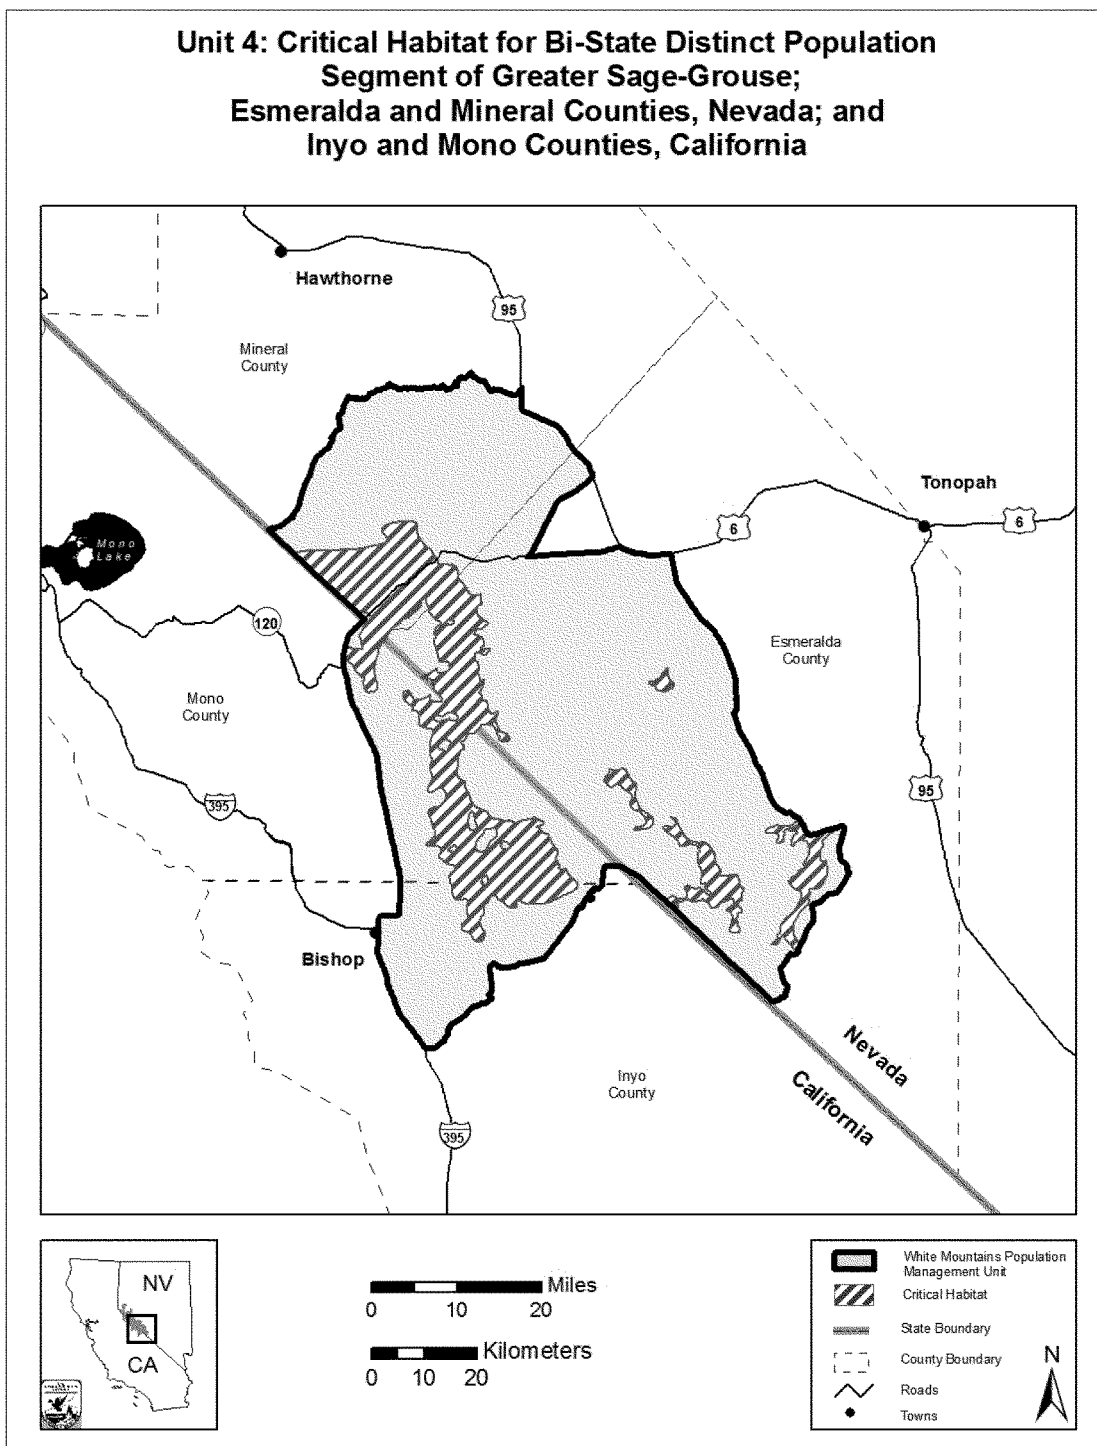 Unit 4: Critical Habitat for Bi-State Distinct Population
Segment of Greater Sage-Grouse;
Esmeralda and Mineral Counties, Nevada; and
Inyo and Mono Counties, California
Hawthorne
95
Mineral
County
Tonopah
6
6
Mono
Lake
120
Esmeralda
County
Mono
County
95
395
Bishop
Nevada
California
Inyo
County
395
NV
CA
Miles
0 10 20
Kilometers
0 10 20
White Mountains Population
Management Unit
Critical Habitat
State Boundary
County Boundary
Roads
Towns
N